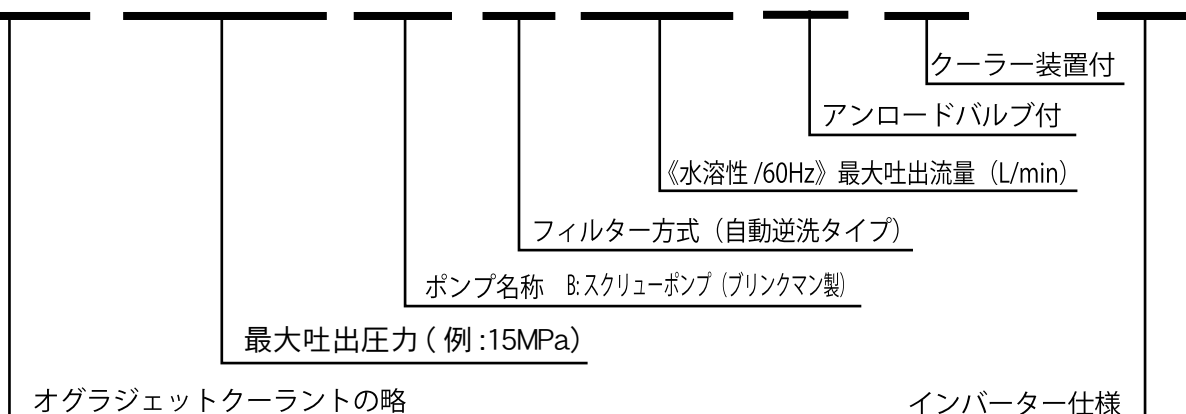 クーラー装置付
アンロードバルブ付
《水溶性 /60Hz》最大吐出流量（L/min）
フィルター方式（自動逆洗タイプ）
ポンプ名称　B:スクリューポンプ（ブリンクマン製）
最大吐出圧力 ( 例 :15MPa)
オグラジェットクーラントの略
インバーター仕様